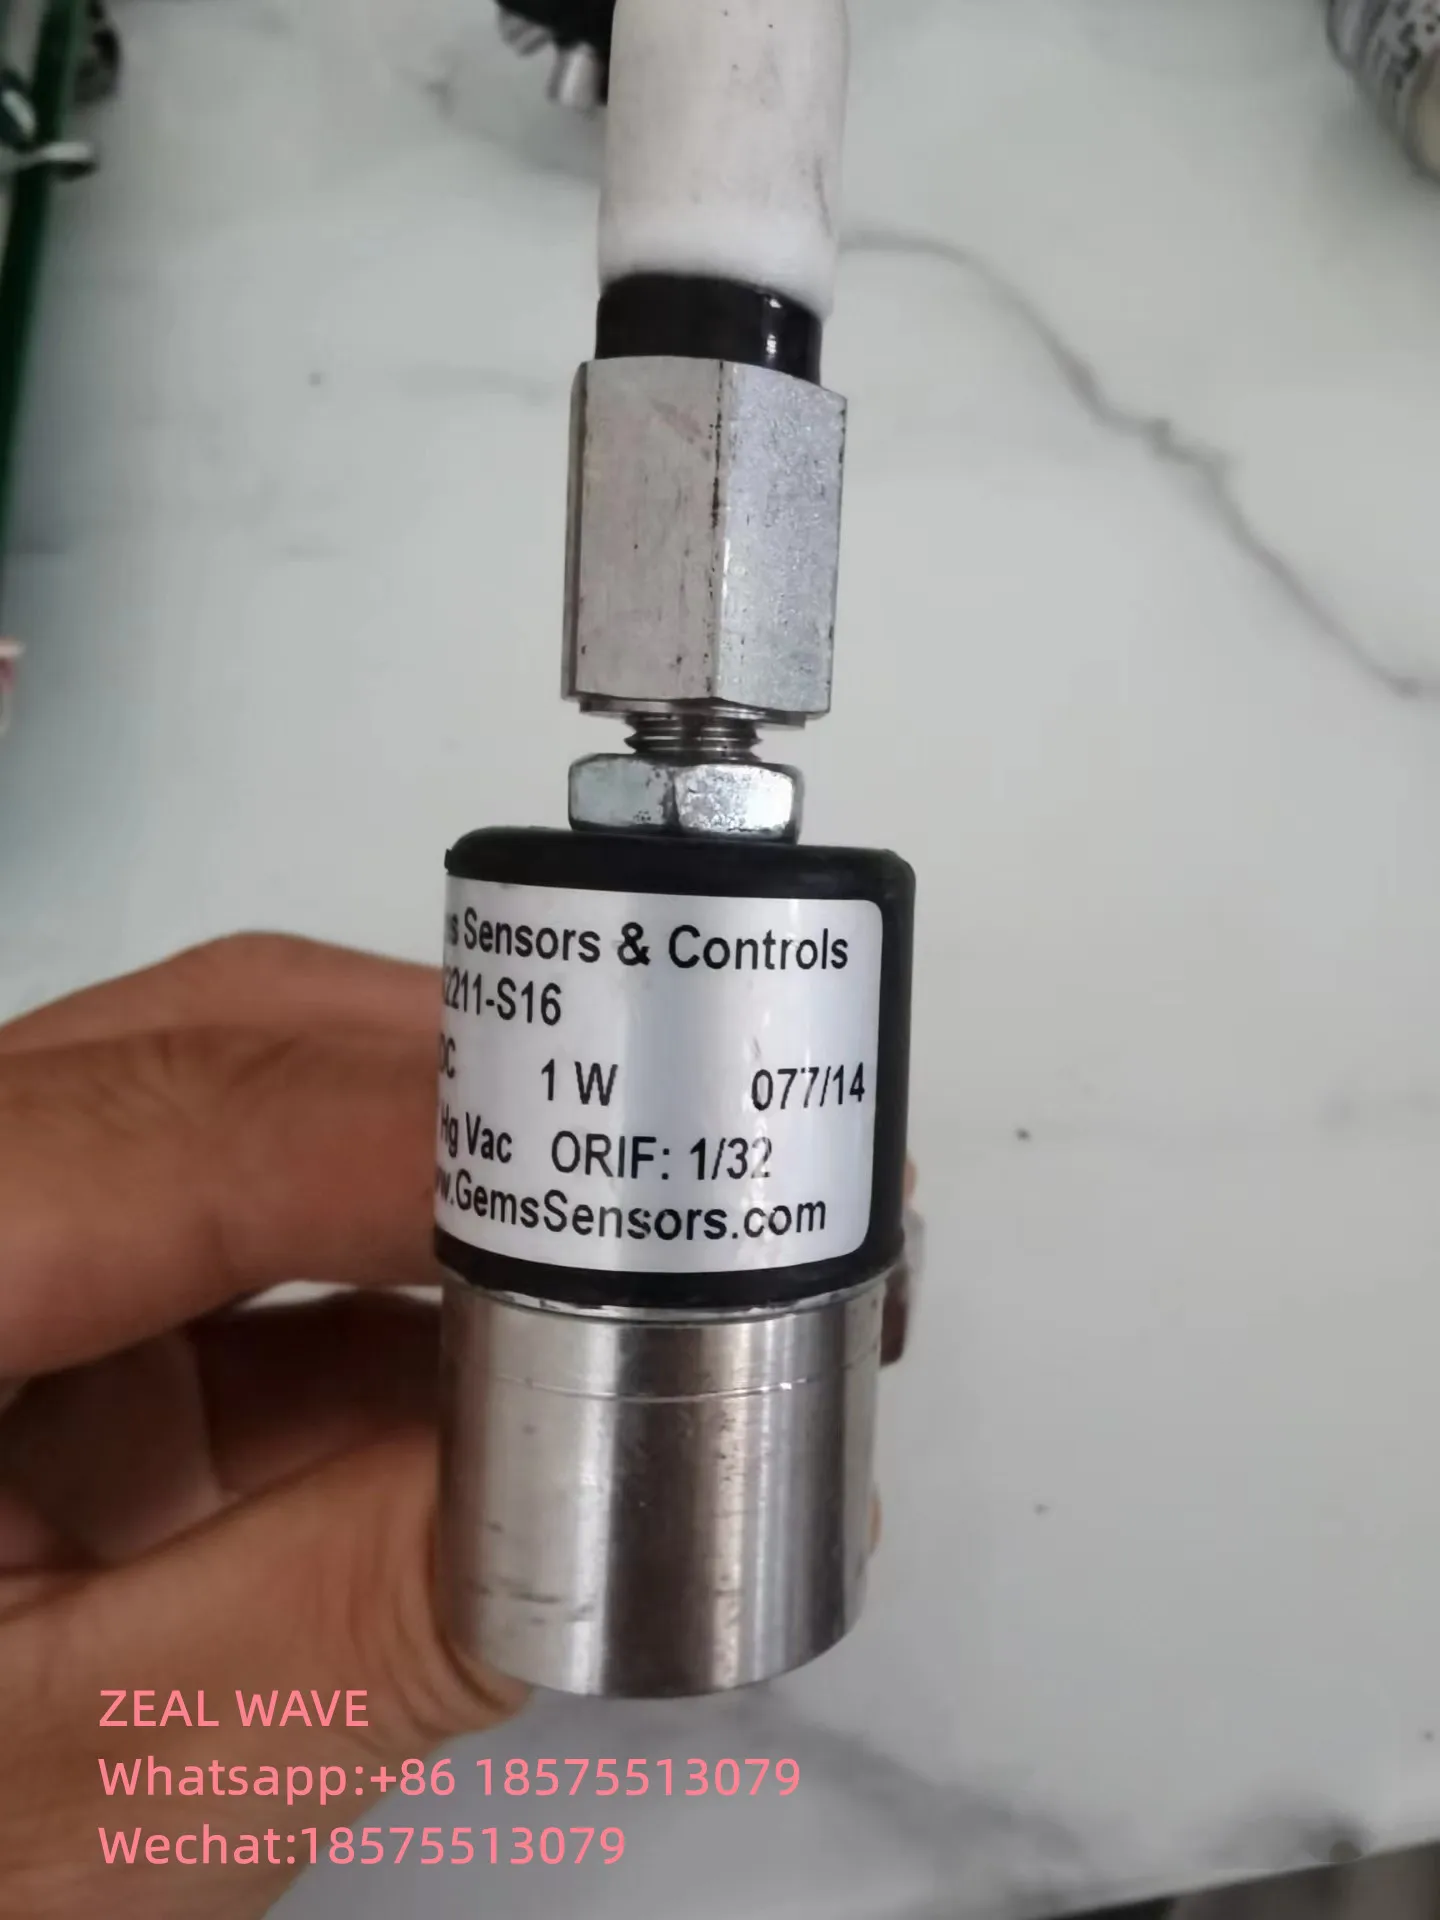 Sensors & Controls
2211-S16
1 W 077/14
Hg Vac ORIF: 1/32
.GemsSensors.com
ZEAL WAVE
Whatsapp:+86 18575513079
Wechat:18575513079